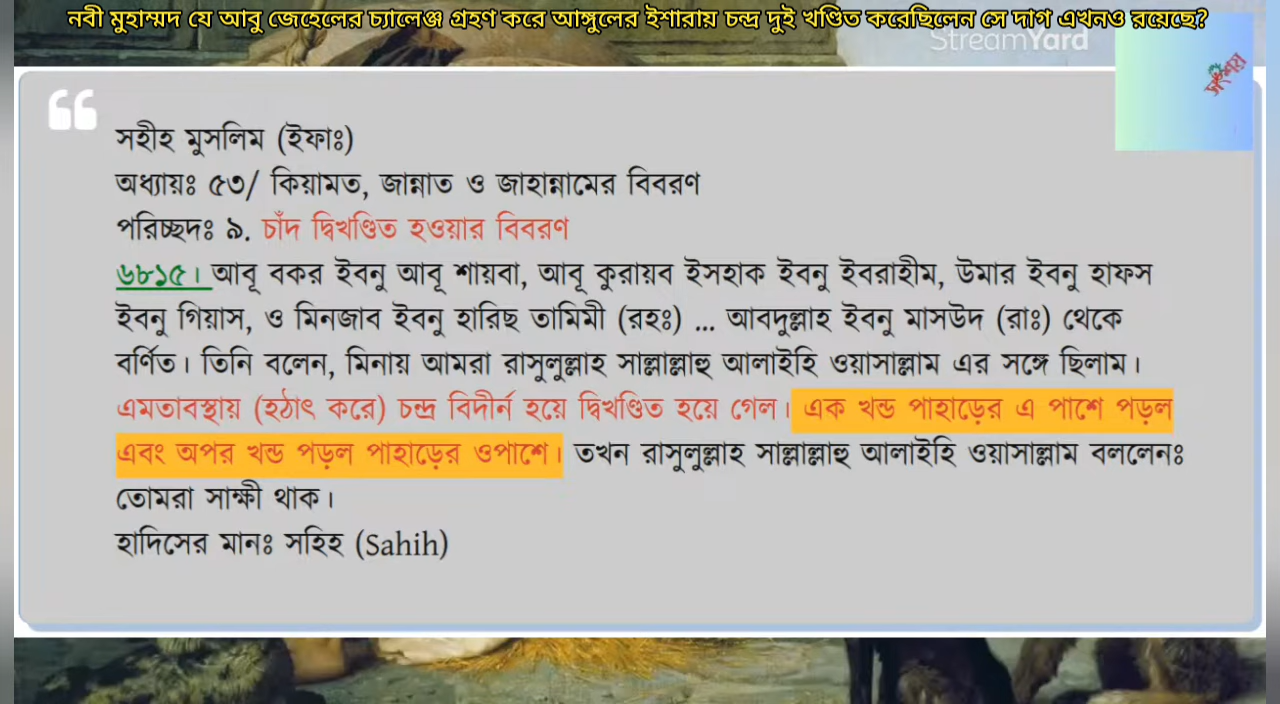 নবী মুহাম্মদ যে আবু জেহেলের চ্যালেঞ্জ গ্রহণ করে আঙ্গুলের ইশারায় চন্দ্র দুই খণ্ডিত করেছিলেন সে দাগ এখনও রয়েছে?
StreamYard
সংশয়
সহীহ মুসলিম (ইফাঃ)
অধ্যায়ঃ ৫৩/ কিয়ামত, জান্নাত ও জাহান্নামের বিবরণ
পরিচ্ছদঃ ৯. চাঁদ দ্বিখণ্ডিত হওয়ার বিবরণ
৬৮১৫। আবূ বকর ইবনু আবূ শায়বা, আবূ কুরায়ব ইসহাক ইবনু ইবরাহীম, উমার ইবনু হাফস
ইবনু গিয়াস, ও মিনজাব ইবনু হারিছ তামিমী (রহঃ) ... আবদুল্লাহ ইবনু মাসউদ (রাঃ) থেকে
বর্ণিত। তিনি বলেন, মিনায় আমরা রাসুলুল্লাহ সাল্লাল্লাহু আলাইহি ওয়াসাল্লাম এর সঙ্গে ছিলাম।
এমতাবস্থায় (হঠাৎ করে) চন্দ্র বিদীর্ন হয়ে দ্বিখণ্ডিত হয়ে গেল। এক খন্ড পাহাড়ের এ পাশে পড়ল
এবং অপর খন্ড পড়ল পাহাড়ের ওপাশে। তখন রাসুলুল্লাহ সাল্লাল্লাহু আলাইহি ওয়াসাল্লাম বললেনঃ
তোমরা সাক্ষী থাক।
হাদিসের মানঃ সহিহ (Sahih)